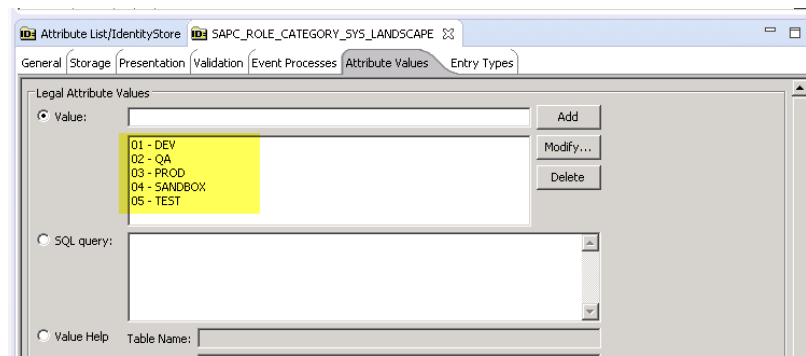 Attribute List/IdentityStore SAPC_ROLE_CATEGORY_SYS_LANDSCAPE
General Storage Presentation Validation Event Processes Attribute Values Entry Types
Legal Attribute Values
Value: Add
01 - DEV Modify...
02 - QA
03 - PROD Delete
04 - SANDBOX
05 - TEST
SQL query:
Value Help Table Name: